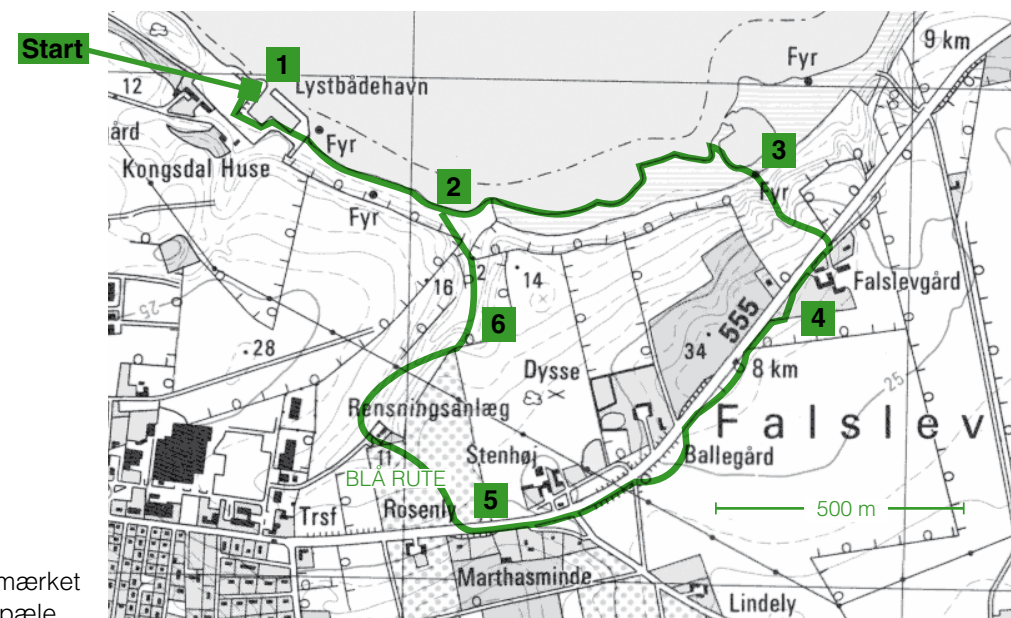 9 km
Fyr
Start
1
Lystbådehavn
12
Fyr
3
ård
Kongsdal Huse
2
Fyr
Fyr
14
2
16
Falslevgård
25
6
4
555
28
34
Dysse
8 km
25
Rensningsanlæg
Falslev
11
Stenhøj
Ballegård
BLÅ RUTE
5
500 m
Trsf
Rosenly
mærket
Marthasminde
pæle
Lindely